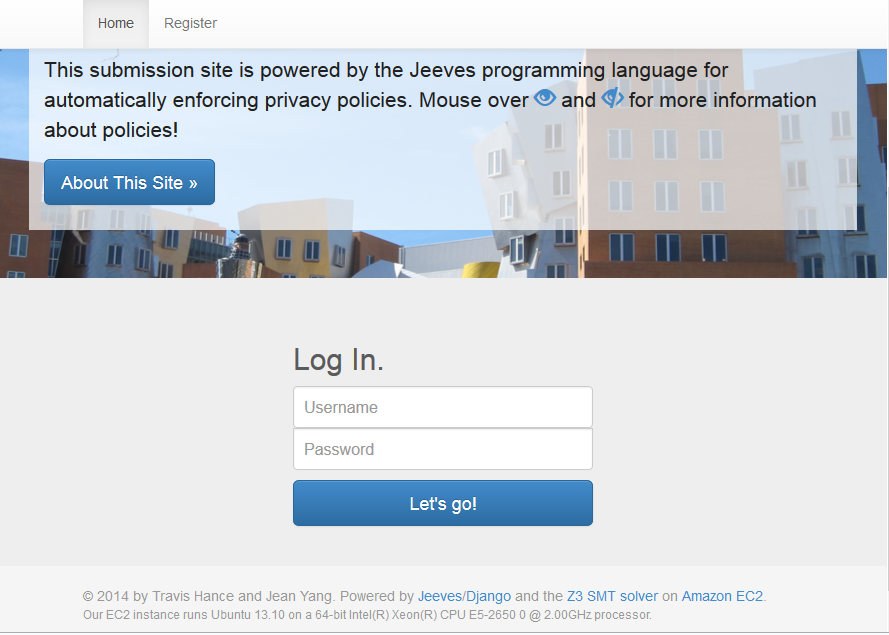 Home Register
This submission site is powered by the Jeeves programming language for
automatically enforcing privacy policies. Mouse over and for more information
about policies!
About This Site »
Log In.
Username
Password
Let's go!
© 2014 by Travis Hance and Jean Yang. Powered by Jeeves/Django and the Z3 SMT solver on Amazon EC2.
Our EC2 instance runs Ubuntu 13.10 on a 64-bit Intel(R) Xeon(R) CPU E5-2650 0 @ 2.00GHz processor.